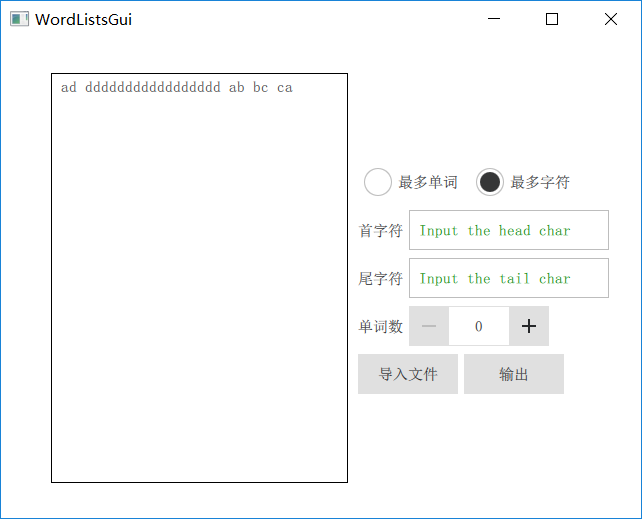 WordListsGui
ad ddddddddddddddddd ab bc ca
最多单词 最多字符
首字符 Input the head char
尾字符 Input the tail char
单词数 0
导入文件 输出